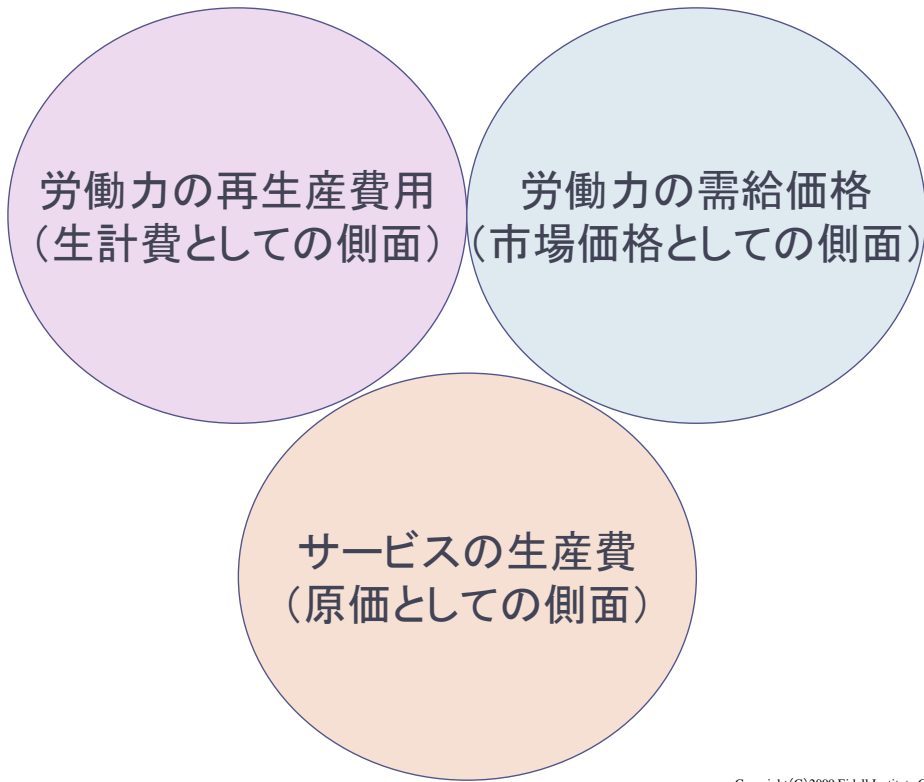 労働力の再生産費用
（生計費としての側面）
労働力の需給価格
（市場価格としての側面）
サービスの生産費
（原価としての側面）